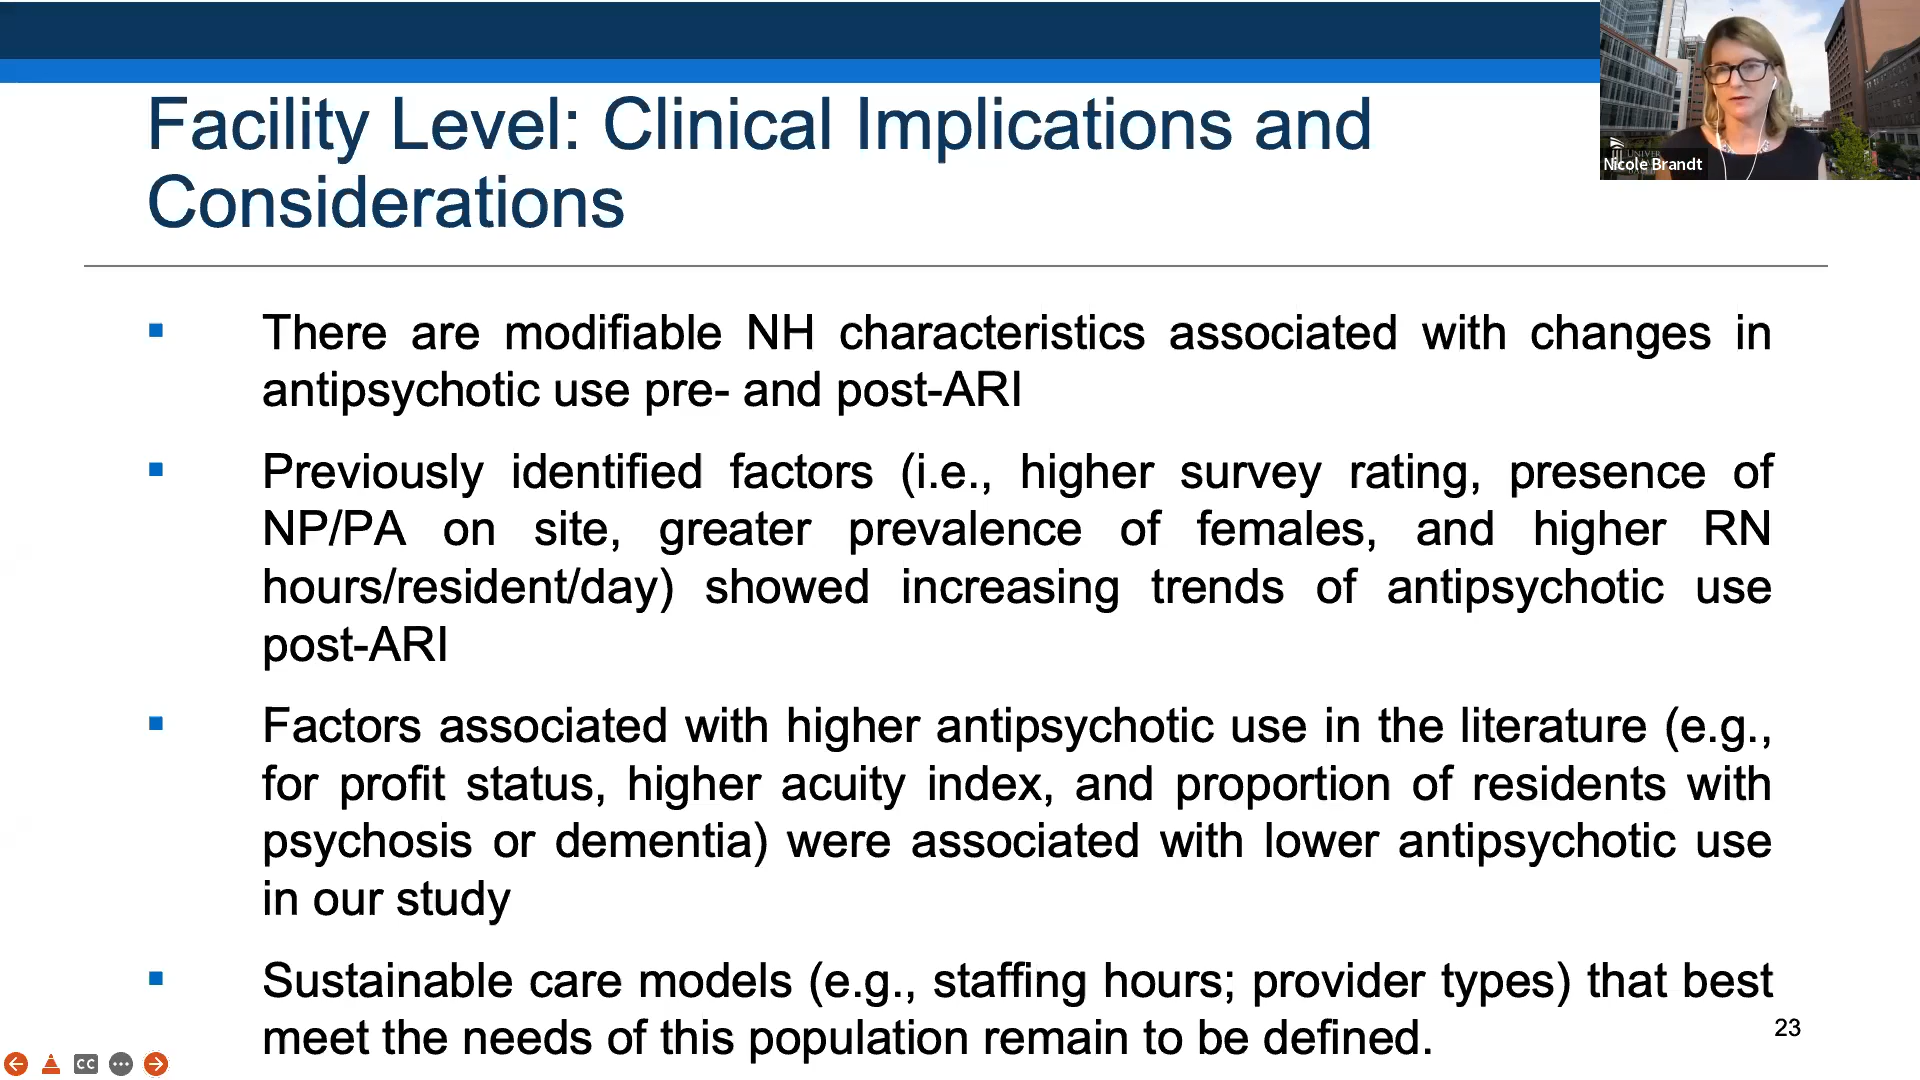 Facility Level: Clinical Implications and
Considerations
Nicole Brandt
There are modifiable NH characteristics associated with changes in
antipsychotic use pre- and post-ARI
Previously identified factors (i.e., higher survey rating, presence of
NP/PA on site, greater prevalence of females, and higher RN
hours/resident/day) showed increasing trends of antipsychotic use
post-ARI
Factors associated with higher antipsychotic use in the literature (e.g.,
for profit status, higher acuity index, and proportion of residents with
psychosis or dementia) were associated with lower antipsychotic use
in our study
Sustainable care models (e.g., staffing hours; provider types) that best
meet the needs of this population remain to be defined.
23
CC